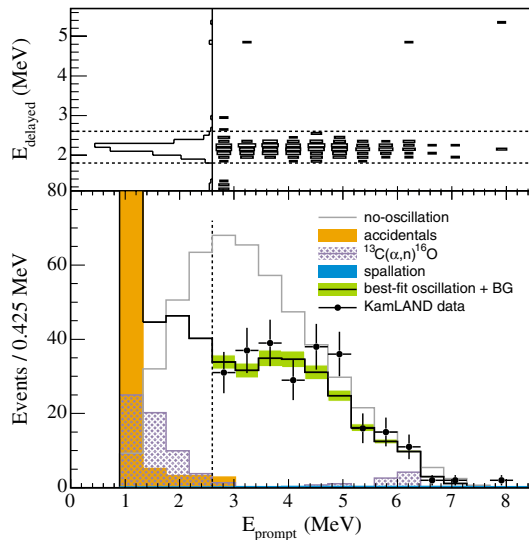 5
4
3
2
E_delayed (MeV)
80
60
40
20
0
Events / 0.425 MeV
no-oscillation
accidentals
¹³C(α,n)¹⁶O
spallation
best-fit oscillation + BG
KamLAND data
0 1 2 3 4 5 6 7 8
E_prompt (MeV)